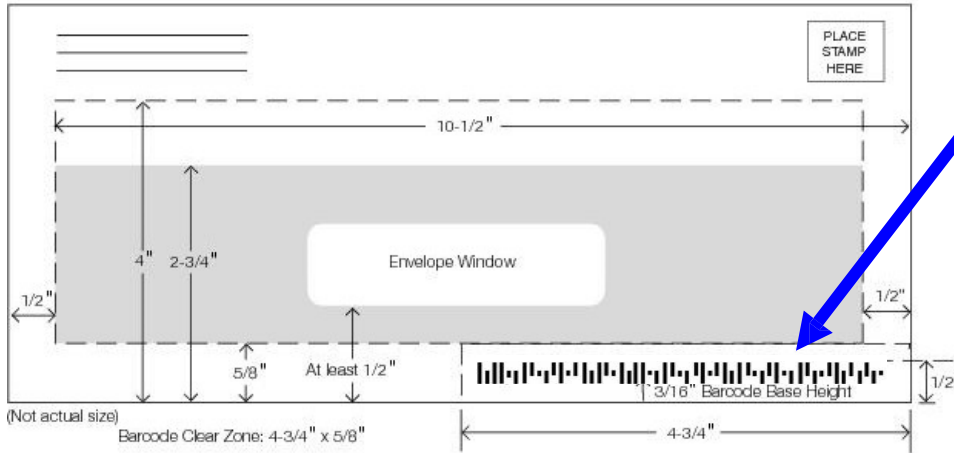 PLACE
STAMP
HERE
10-1/2"
4"
2-3/4"
Envelope Window
1/2"
1/2"
5/8"
At least 1/2"
3/16" Barcode Base Height
1/2
(Not actual size)
Barcode Clear Zone: 4-3/4" x 5/8"
4-3/4"